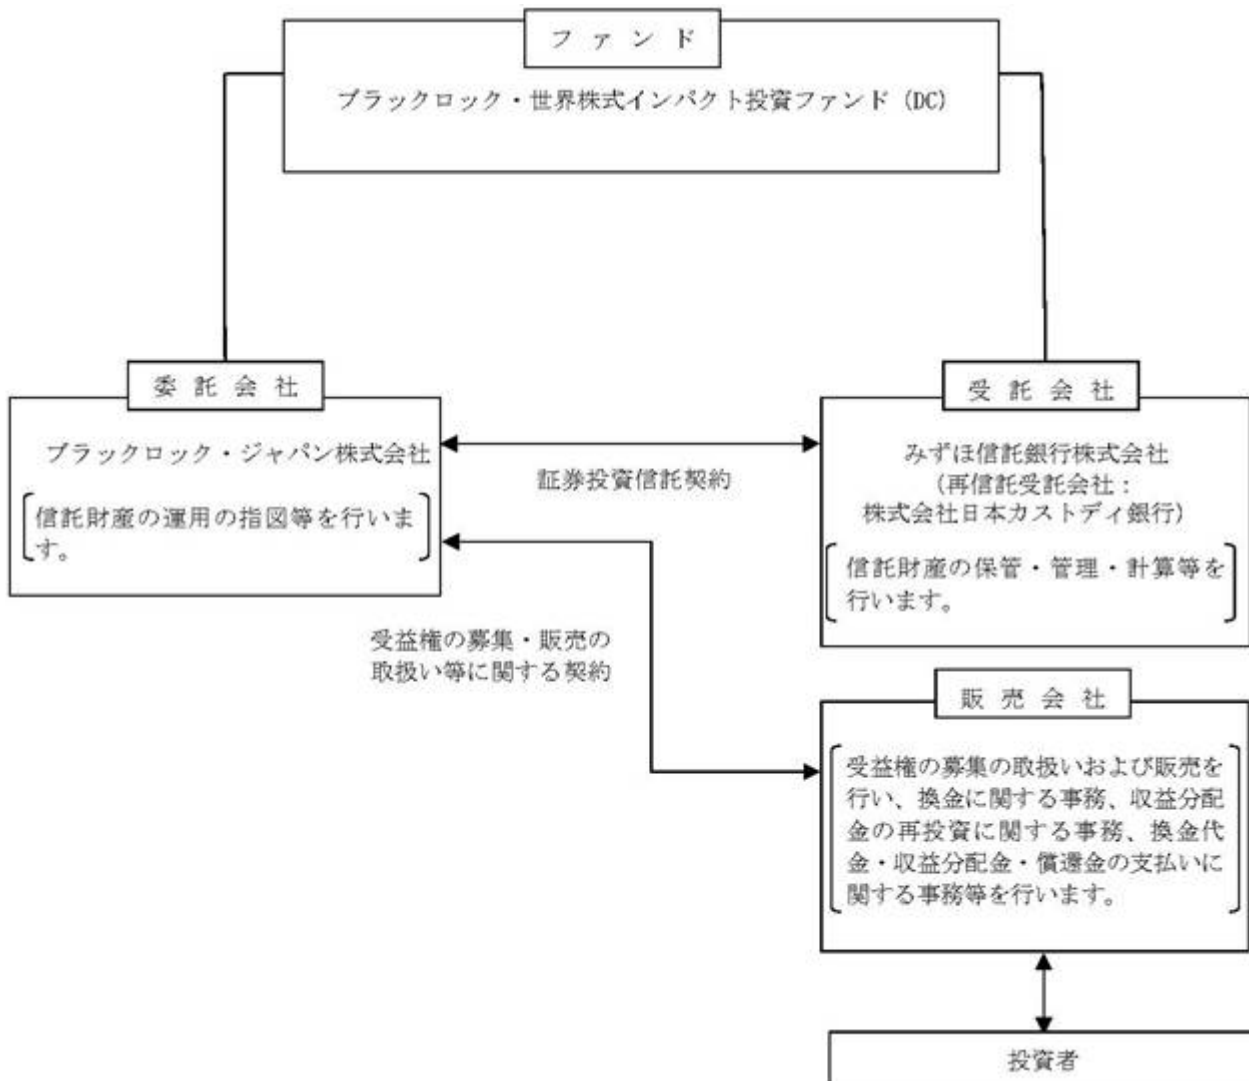 ファンド
ブラックロック・世界株式インパクト投資ファンド（DC）
委託会社
ブラックロック・ジャパン株式会社
信託財産の運用の指図等を行いま
す。
証券投資信託契約
受託会社
みずほ信託銀行株式会社
（再信託受託会社：
株式会社日本カストディ銀行）
信託財産の保管・管理・計算等を
行います。
受益権の募集・販売の
取扱い等に関する契約
販売会社
受益権の募集の取扱いおよび販売を
行い、換金に関する事務、収益分配
金の再投資に関する事務、換金代
金・収益分配金・償還金の支払いに
関する事務等を行います。
投資者